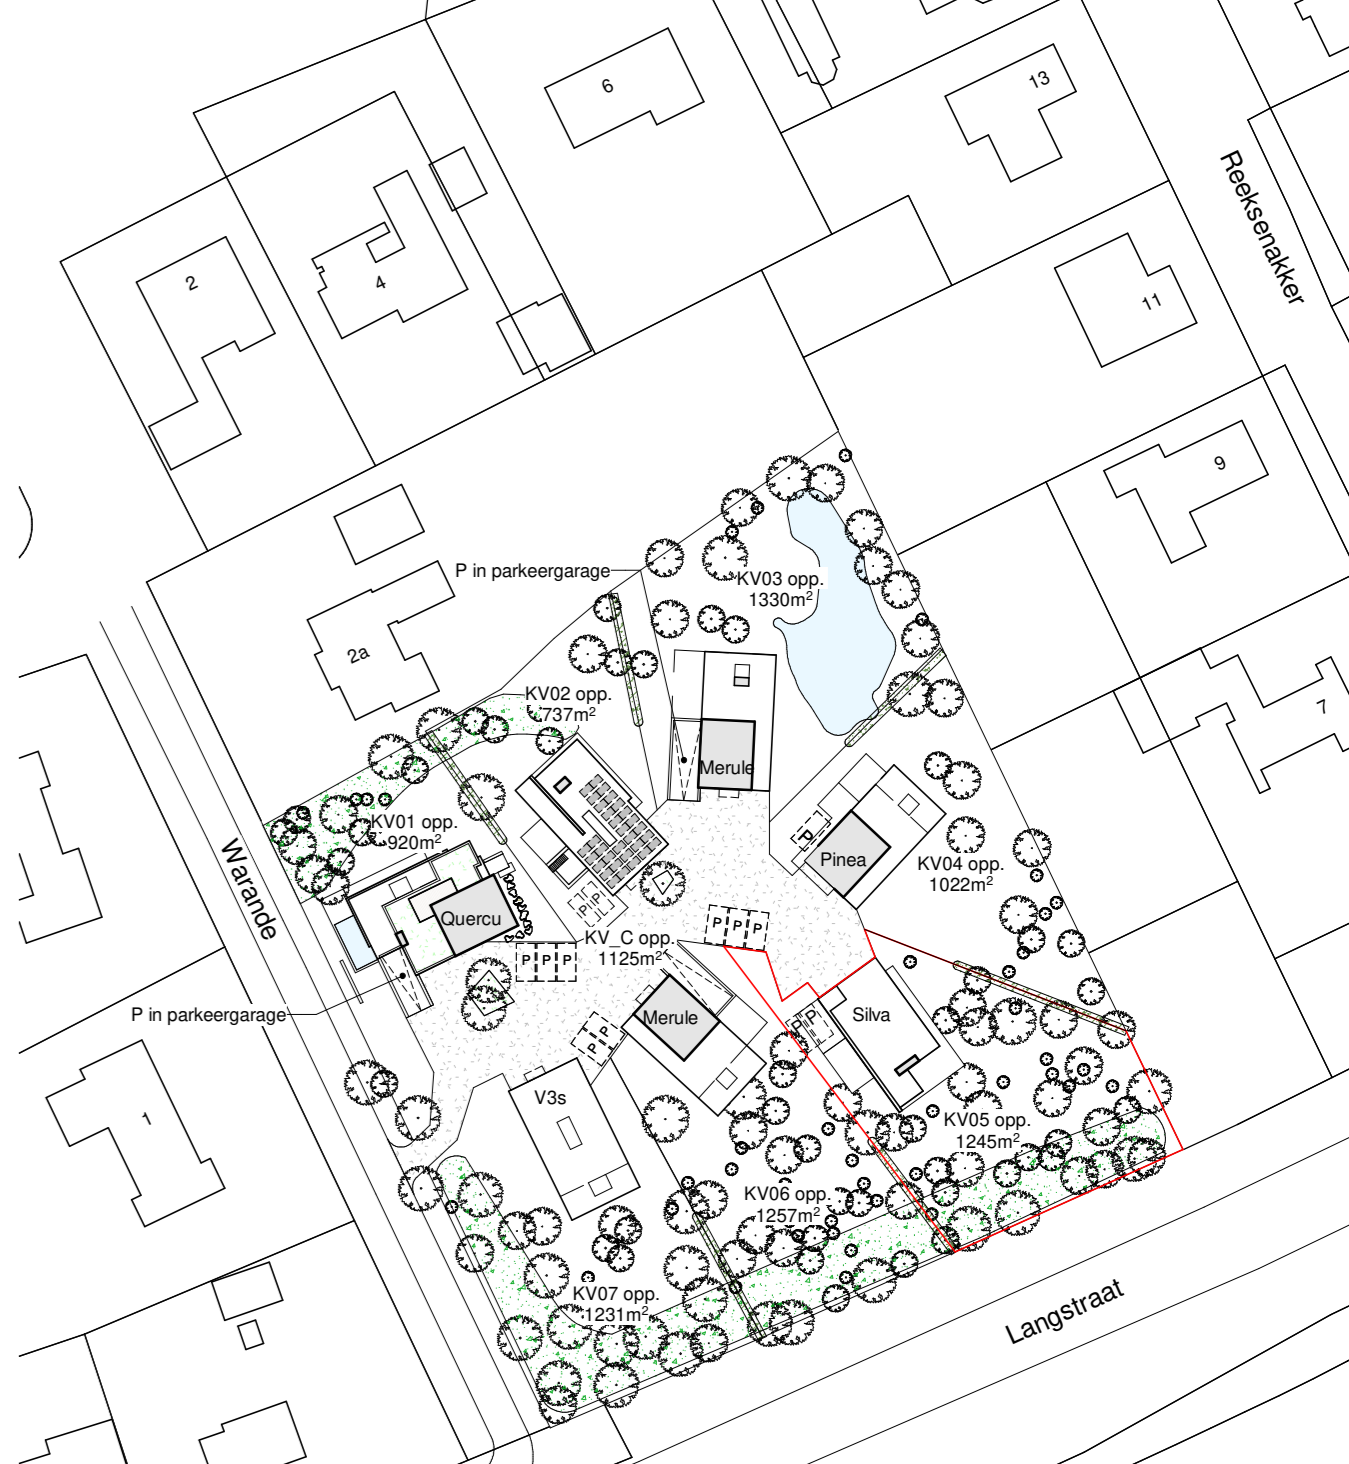 6
13
Reeksenakker
2
4
11
9
P in parkeergarage
KV03 opp.
1330m²
2a
KV02 opp.
737m²
7
Merule
KV01 opp.
920m²
P
Pinea
KV04 opp.
1022m²
Warande
Quercu
P P
P P P
KV_C opp.
1125m²
P P P
P in parkeergarage
Merule
Silva
P P
P P
V3s
1
KV05 opp.
1245m²
KV06 opp.
1257m²
KV07 opp.
1231m²
Langstraat